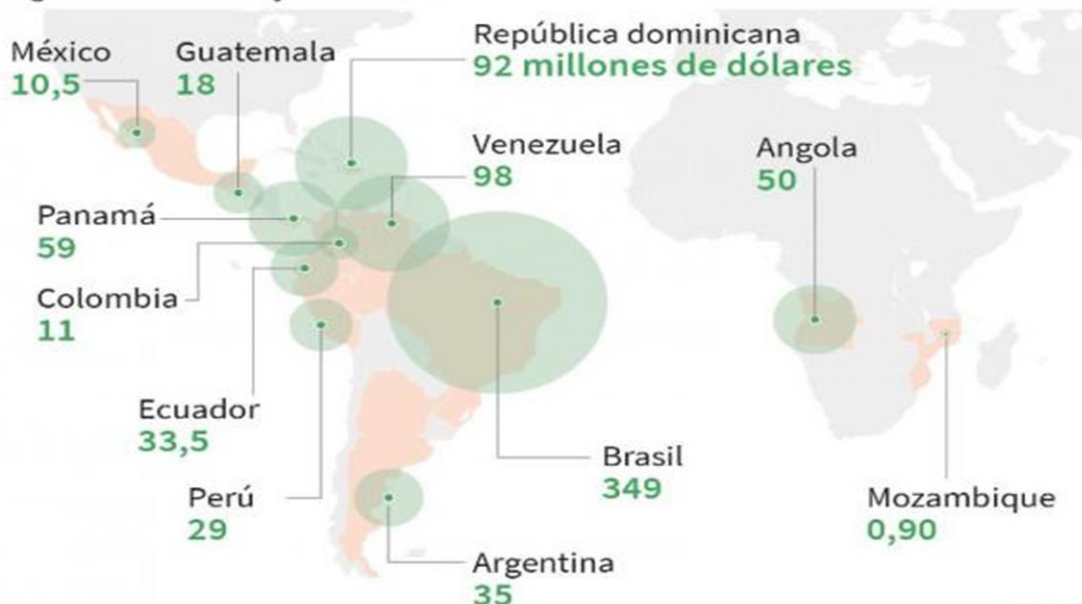 México
10,5
Guatemala
18
República dominicana
92 millones de dólares
Venezuela
98
Angola
50
Panamá
59
Colombia
11
Ecuador
33,5
Perú
29
Brasil
349
Mozambique
0,90
Argentina
35